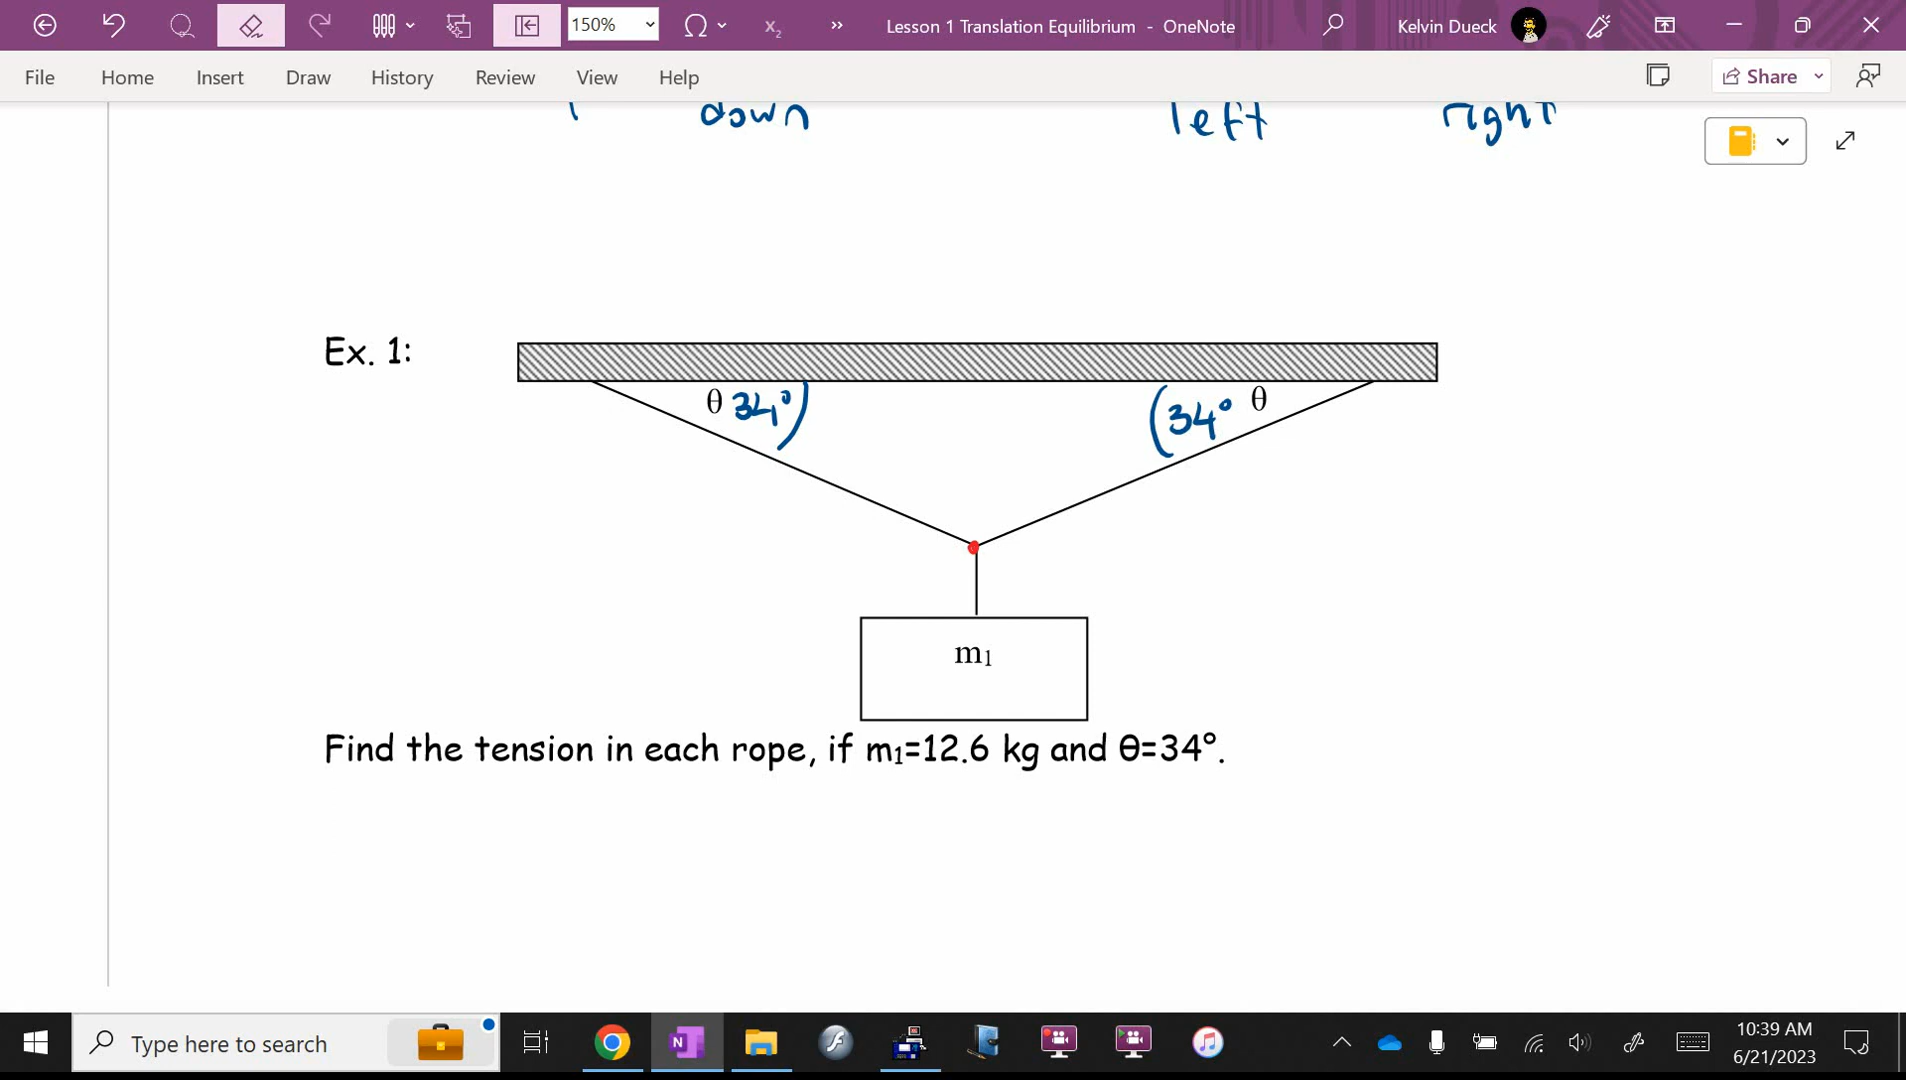 150%
Ω
x₂
»
Lesson 1 Translation Equilibrium - OneNote
Kelvin Dueck
File Home Insert Draw History Review View Help
Share
down left right
Ex. 1:
θ 34° 34° θ
m₁
Find the tension in each rope, if m₁=12.6 kg and θ=34°.
Type here to search
N
10:39 AM
6/21/2023